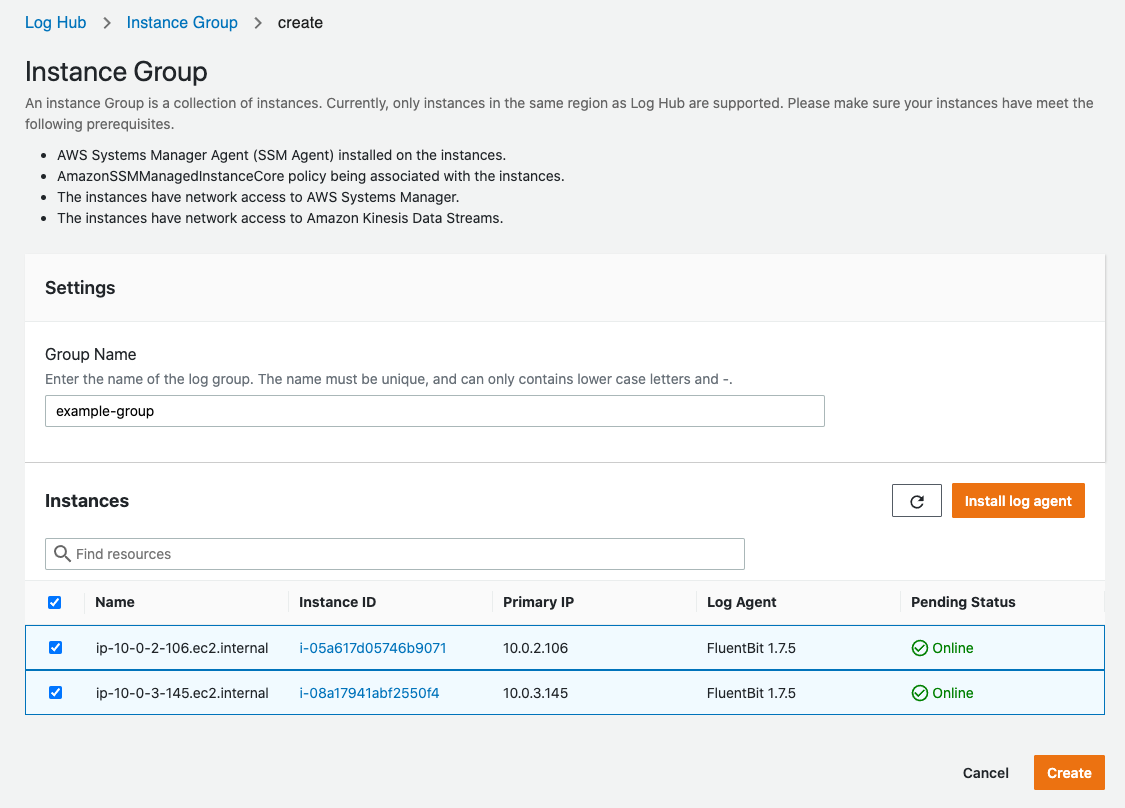 Log Hub > Instance Group > create
Instance Group
An instance Group is a collection of instances. Currently, only instances in the same region as Log Hub are supported. Please make sure your instances have meet the
following prerequisites.
• AWS Systems Manager Agent (SSM Agent) installed on the instances.
• AmazonSSMManagedInstanceCore policy being associated with the instances.
• The instances have network access to AWS Systems Manager.
• The instances have network access to Amazon Kinesis Data Streams.
Settings
Group Name
Enter the name of the log group. The name must be unique, and can only contains lower case letters and -.
example-group
Instances
Install log agent
Find resources
Name Instance ID Primary IP Log Agent Pending Status
ip-10-0-2-106.ec2.internal i-05a617d05746b9071 10.0.2.106 FluentBit 1.7.5 Online
ip-10-0-3-145.ec2.internal i-08a17941abf2550f4 10.0.3.145 FluentBit 1.7.5 Online
Cancel Create